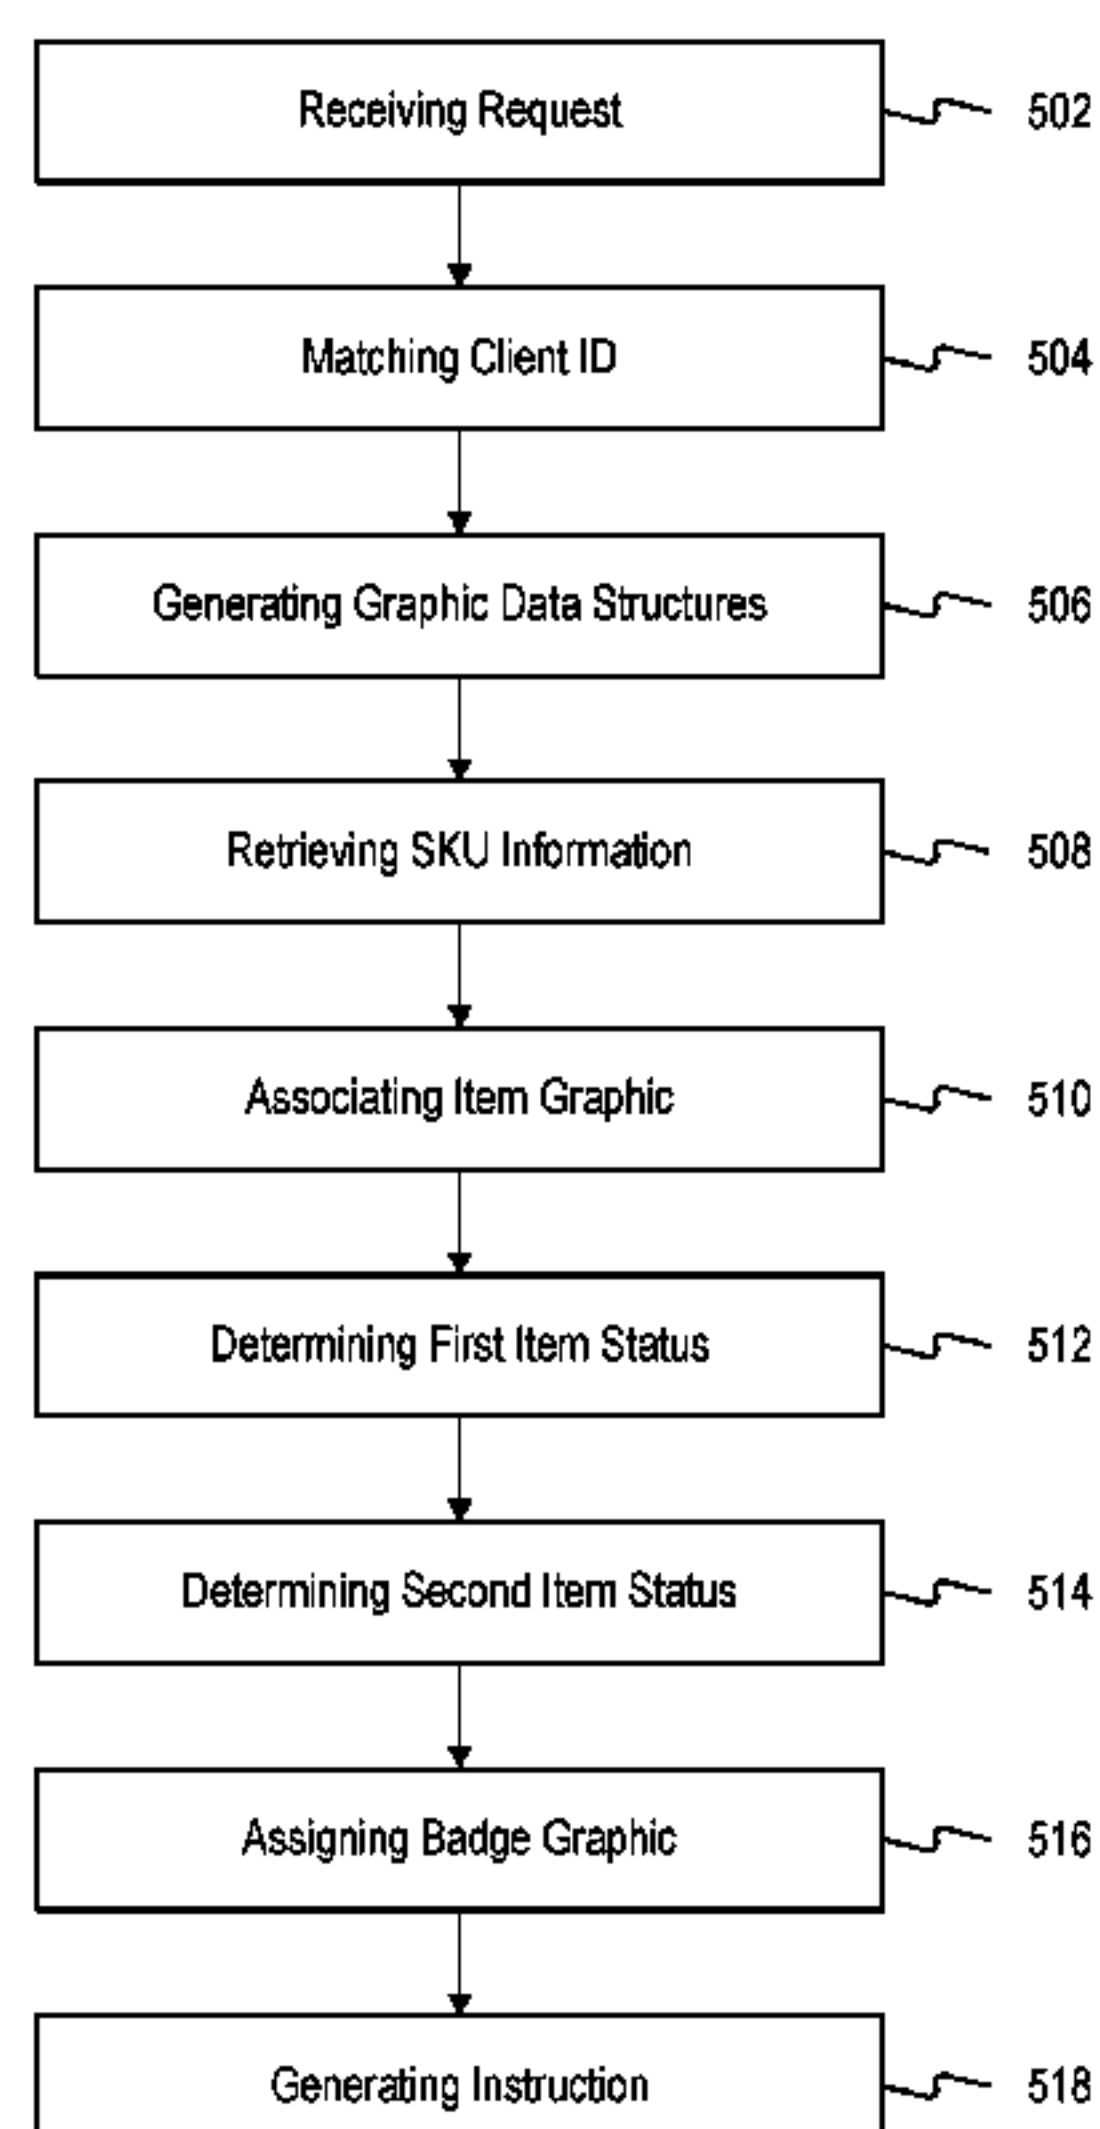 Receiving Request 502
Matching Client ID 504
Generating Graphic Data Structures 506
Retrieving SKU Information 508
Associating Item Graphic 510
Determining First Item Status 512
Determining Second Item Status 514
Assigning Badge Graphic 516
Generating Instruction 518